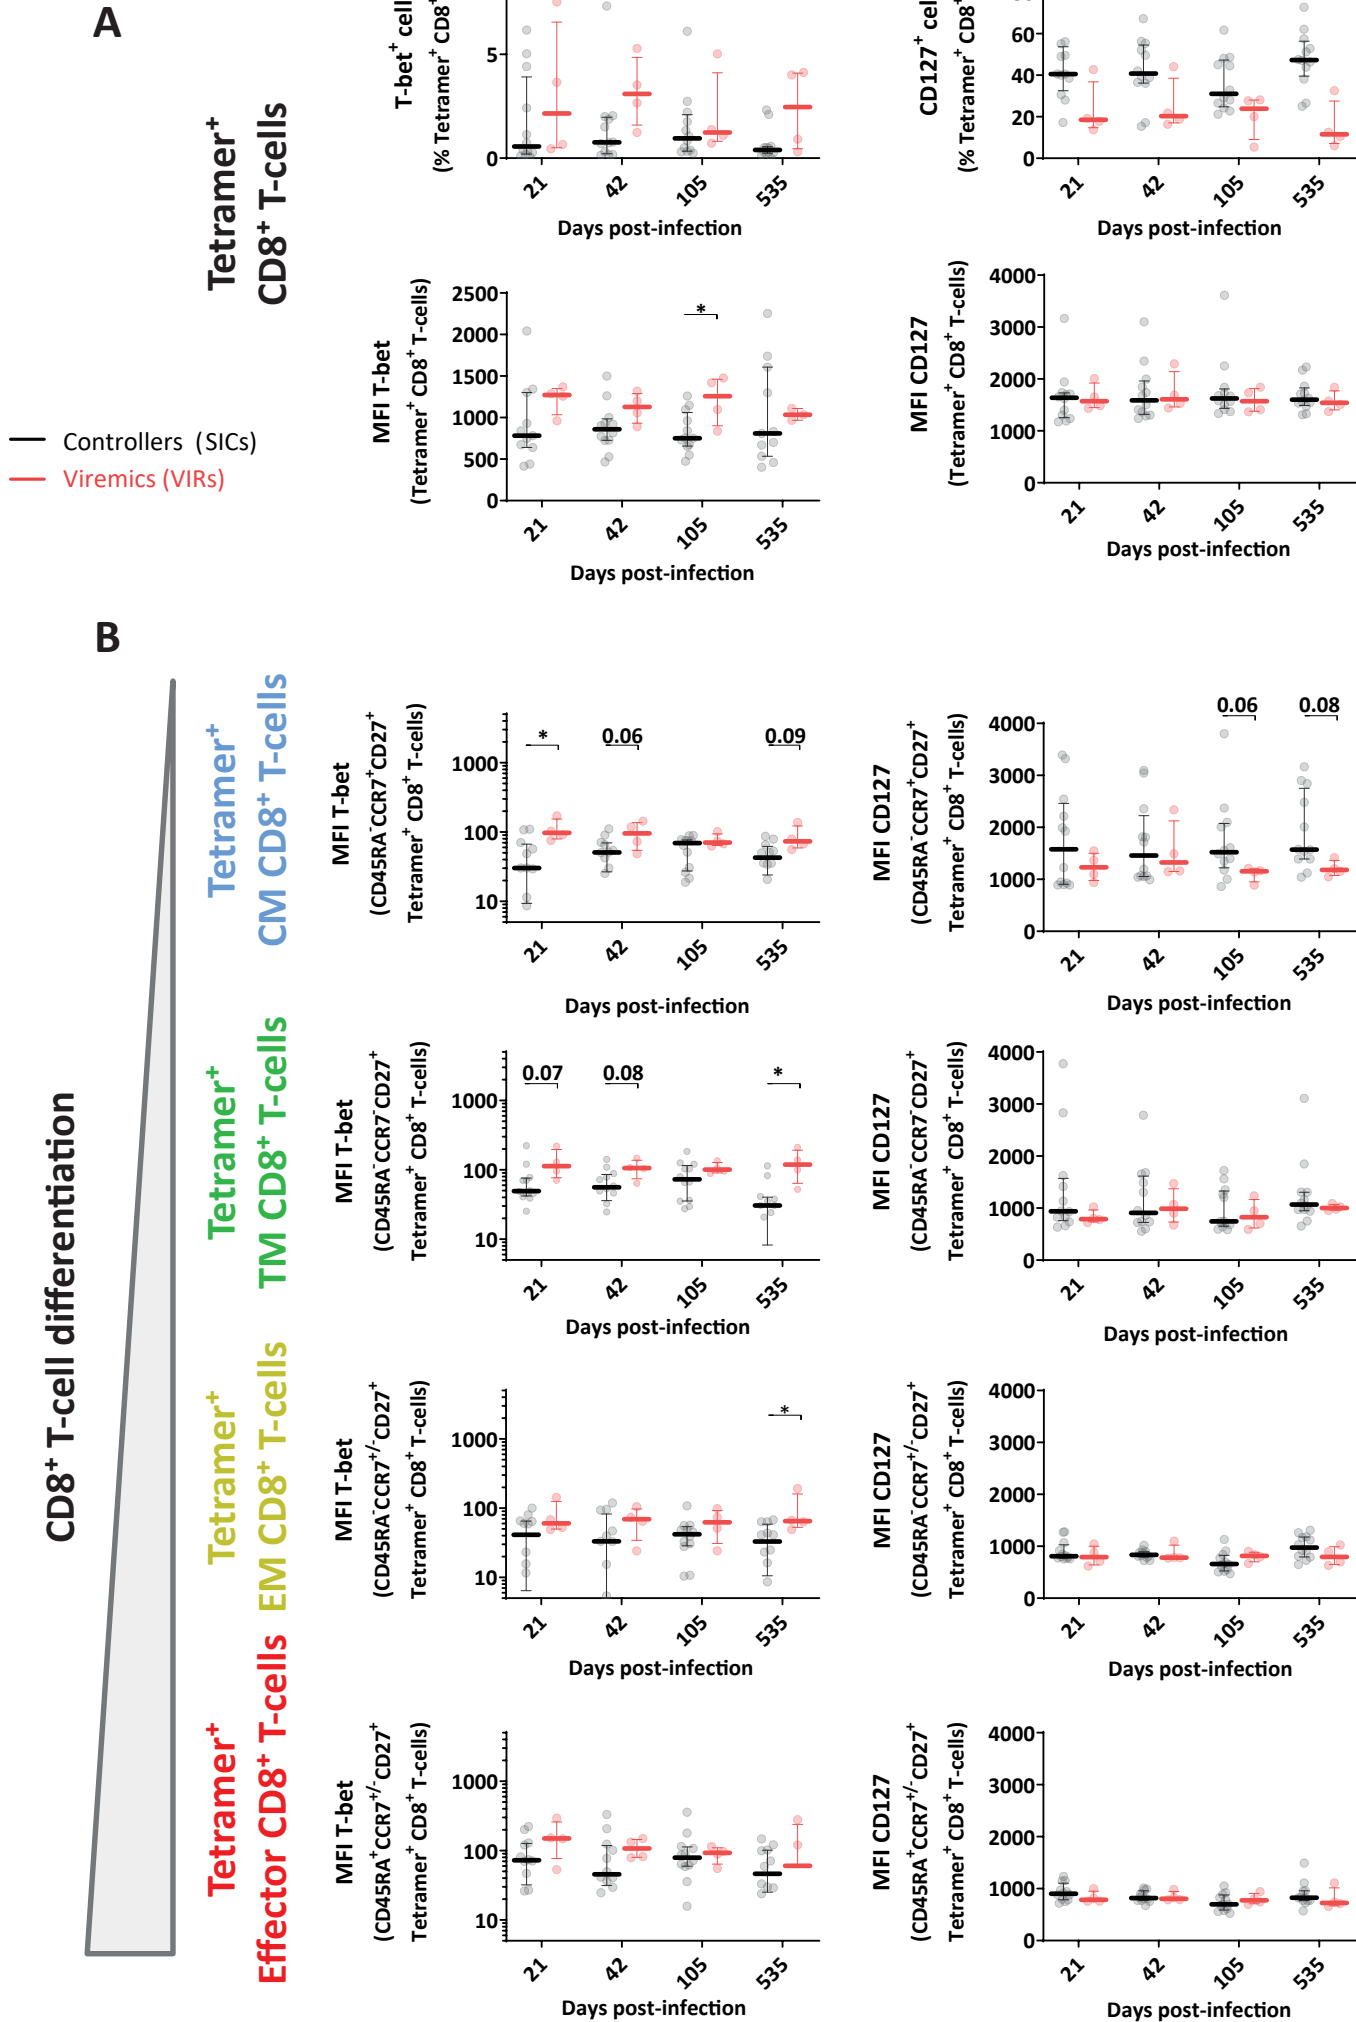 A
Tetramer⁺
CD8⁺ T-cells
Controllers (SICs)
Viremics (VIRs)
T-bet⁺ cell
(% Tetramer⁺ CD8⁺
5
0
21 42 105 535
Days post-infection
CD127⁺ cel
(% Tetramer⁺ CD8⁺
60
40
20
0
21 42 105 535
Days post-infection
MFI T-bet
(Tetramer⁺ CD8⁺ T-cells)
2500
2000
1500
1000
500
0
*
21 42 105 535
Days post-infection
MFI CD127
(Tetramer⁺ CD8⁺ T-cells)
4000
3000
2000
1000
0
21 42 105 535
Days post-infection
B
CD8⁺ T-cell differentiation
Tetramer⁺
CM CD8⁺ T-cells
MFI T-bet
(CD45RA⁻CCR7⁺CD27⁺
Tetramer⁺ CD8⁺ T-cells)
1000
100
10
* 0.06 0.09
21 42 105 535
Days post-infection
MFI CD127
(CD45RA⁻CCR7⁺CD27⁺
Tetramer⁺ CD8⁺ T-cells)
4000
3000
2000
1000
0
0.06 0.08
21 42 105 535
Days post-infection
Tetramer⁺
TM CD8⁺ T-cells
MFI T-bet
(CD45RA⁻CCR7⁻CD27⁺
Tetramer⁺ CD8⁺ T-cells)
1000
100
10
0.07 0.08 *
21 42 105 535
Days post-infection
MFI CD127
(CD45RA⁻CCR7⁻CD27⁺
Tetramer⁺ CD8⁺ T-cells)
4000
3000
2000
1000
0
21 42 105 535
Days post-infection
Tetramer⁺
EM CD8⁺ T-cells
MFI T-bet
(CD45RA⁻CCR7⁺/⁻CD27⁺
Tetramer⁺ CD8⁺ T-cells)
1000
100
10
*
21 42 105 535
Days post-infection
MFI CD127
(CD45RA⁻CCR7⁺/⁻CD27⁺
Tetramer⁺ CD8⁺ T-cells)
4000
3000
2000
1000
0
21 42 105 535
Days post-infection
Tetramer⁺
Effector CD8⁺ T-cells
MFI T-bet
(CD45RA⁺CCR7⁺/⁻CD27⁺
Tetramer⁺ CD8⁺ T-cells)
1000
100
10
21 42 105 535
Days post-infection
MFI CD127
(CD45RA⁺CCR7⁺/⁻CD27⁺
Tetramer⁺ CD8⁺ T-cells)
4000
3000
2000
1000
0
21 42 105 535
Days post-infection